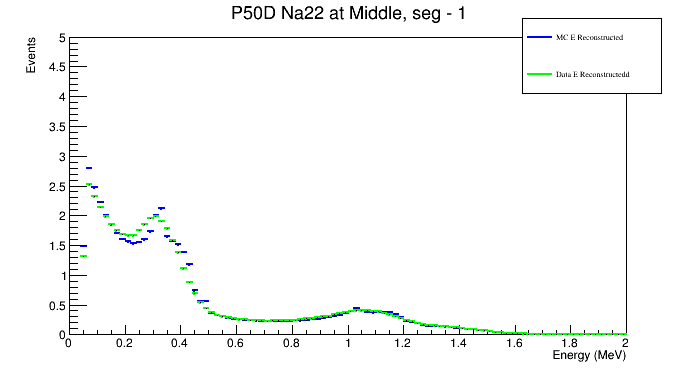 P50D Na22 at Middle, seg - 1
MC E Reconstructed
Data E Reconstructedd
Events
5
4.5
4
3.5
3
2.5
2
1.5
1
0.5
0
0 0.2 0.4 0.6 0.8 1 1.2 1.4 1.6 1.8 2
Energy (MeV)